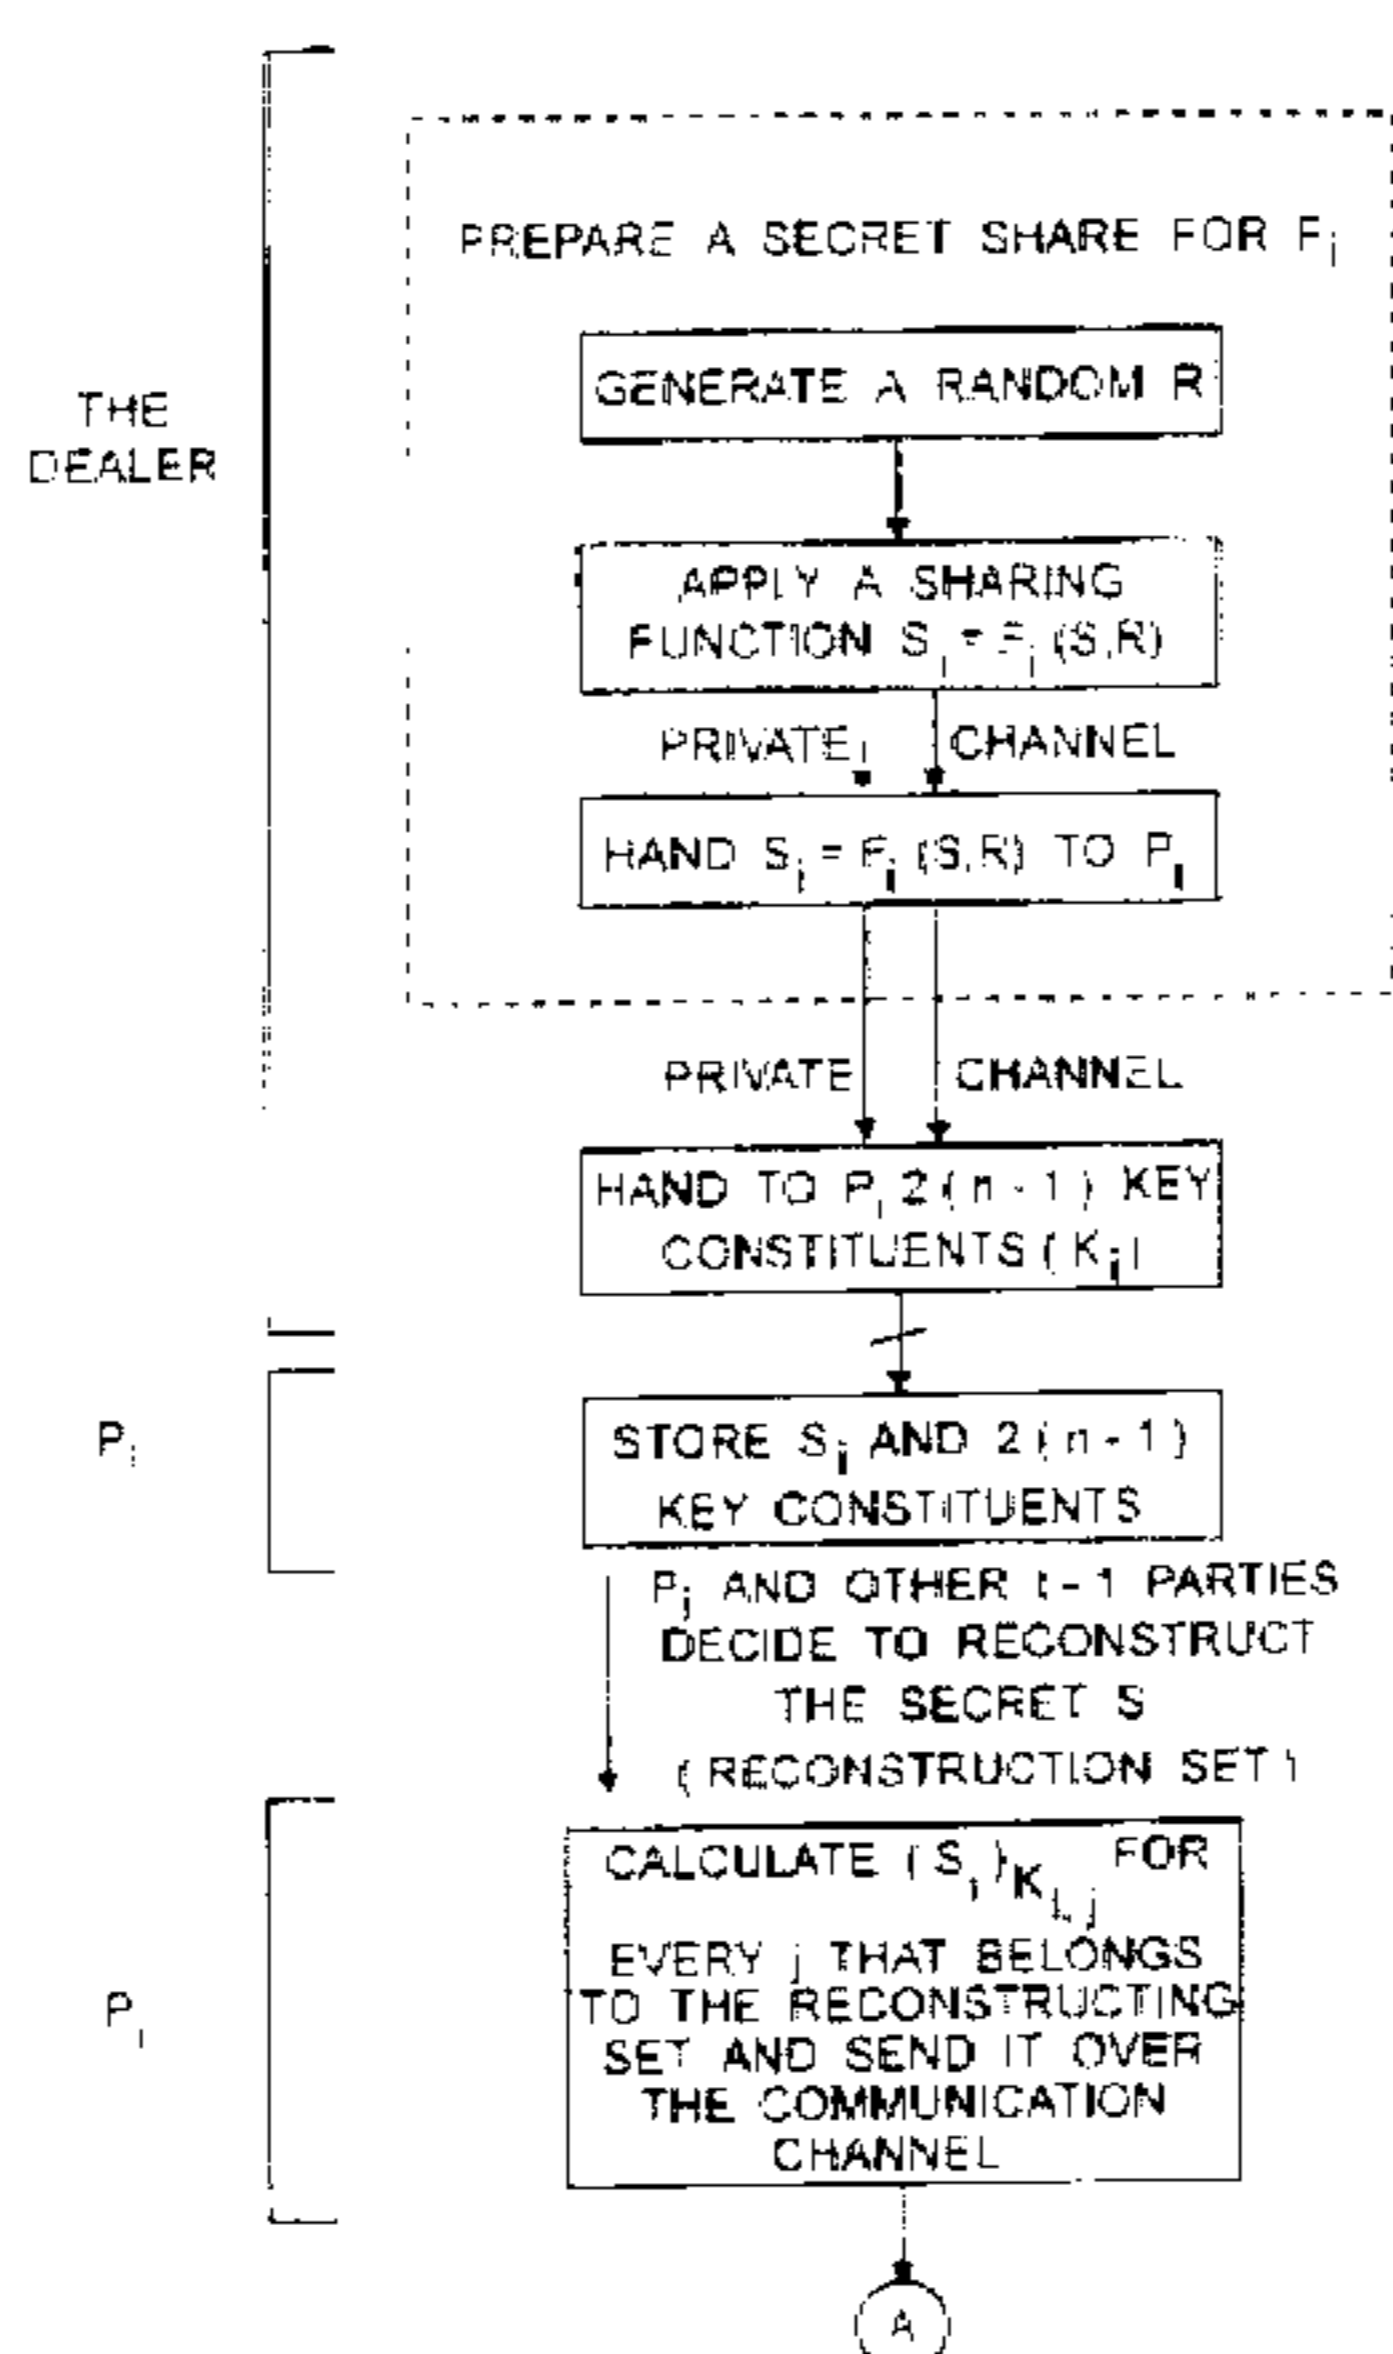 PREPARE A SECRET SHARE FOR Pi
GENERATE A RANDOM R
THE
DEALER
APPLY A SHARING
FUNCTION Si = Fi (S,R)
PRIVATE CHANNEL
HAND Si = Fi (S,R) TO Pi
PRIVATE CHANNEL
HAND TO Pi 2(n-1) KEY
CONSTITUENTS (Ki)
Pi
STORE Si AND 2(n-1)
KEY CONSTITUENTS
Pi AND OTHER t-1 PARTIES
DECIDE TO RECONSTRUCT
THE SECRET S
(RECONSTRUCTION SET)
Pi
CALCULATE (Si)Ki,j FOR
EVERY j THAT BELONGS
TO THE RECONSTRUCTING
SET AND SEND IT OVER
THE COMMUNICATION
CHANNEL
A